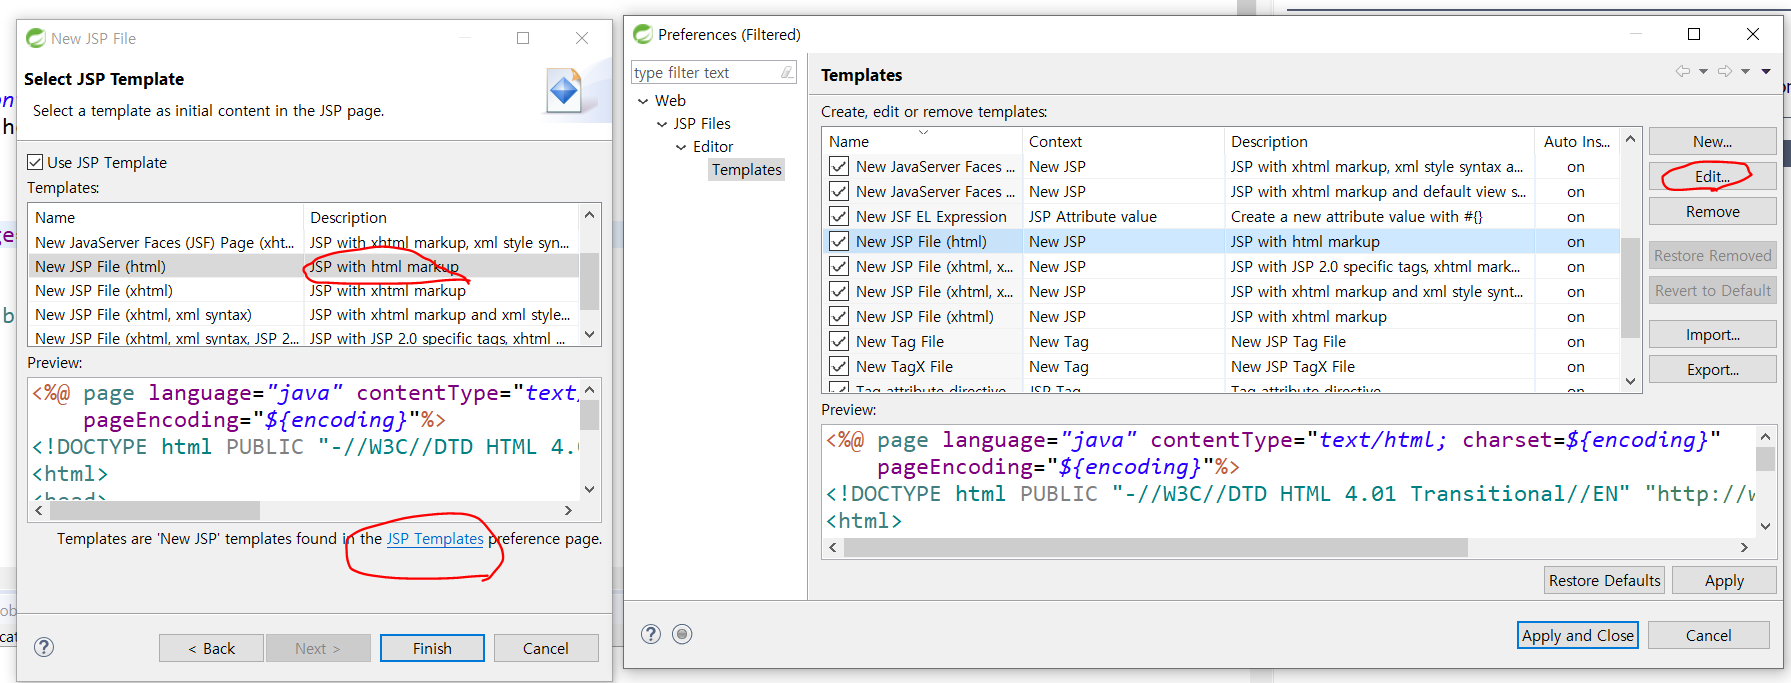 New JSP File
Select JSP Template
Select a template as initial content in the JSP page.
Use JSP Template
Templates:
Name Description
New JavaServer Faces (JSF) Page (xht... JSP with xhtml markup, xml style syn...
New JSP File (html) JSP with html markup
New JSP File (xhtml) JSP with xhtml markup
New JSP File (xhtml, xml syntax) JSP with xhtml markup and xml style...
New JSP File (xhtml, xml syntax, JSP 2... JSP with JSP 2.0 specific tags, xhtml ...
Preview:
<%@ page language="java" contentType="text/
pageEncoding="${encoding}"%>
<!DOCTYPE html PUBLIC "-//W3C//DTD HTML 4.0
<html>
<head>
Templates are 'New JSP' templates found in the JSP Templates preference page.
< Back Next > Finish Cancel
Preferences (Filtered)
type filter text
Web
JSP Files
Editor
Templates
Templates
Create, edit or remove templates:
Name Context Description Auto Ins...
New JavaServer Faces ... New JSP JSP with xhtml markup, xml style syntax a... on
New JavaServer Faces ... New JSP JSP with xhtml markup and default view s... on
New JSF EL Expression JSP Attribute value Create a new attribute value with #{} on
New JSP File (html) New JSP JSP with html markup on
New JSP File (xhtml, x... New JSP JSP with JSP 2.0 specific tags, xhtml mark... on
New JSP File (xhtml, x... New JSP JSP with xhtml markup and xml style synt... on
New JSP File (xhtml) New JSP JSP with xhtml markup on
New Tag File New Tag New JSP Tag File on
New TagX File New Tag New JSP TagX File on
Tag attribute directive JSP Tag Tag attribute directive on
New...
Edit...
Remove
Restore Removed
Revert to Default
Import...
Export...
Preview:
<%@ page language="java" contentType="text/html; charset=${encoding}"
pageEncoding="${encoding}"%>
<!DOCTYPE html PUBLIC "-//W3C//DTD HTML 4.01 Transitional//EN" "http://w
<html>
Restore Defaults Apply
Apply and Close Cancel